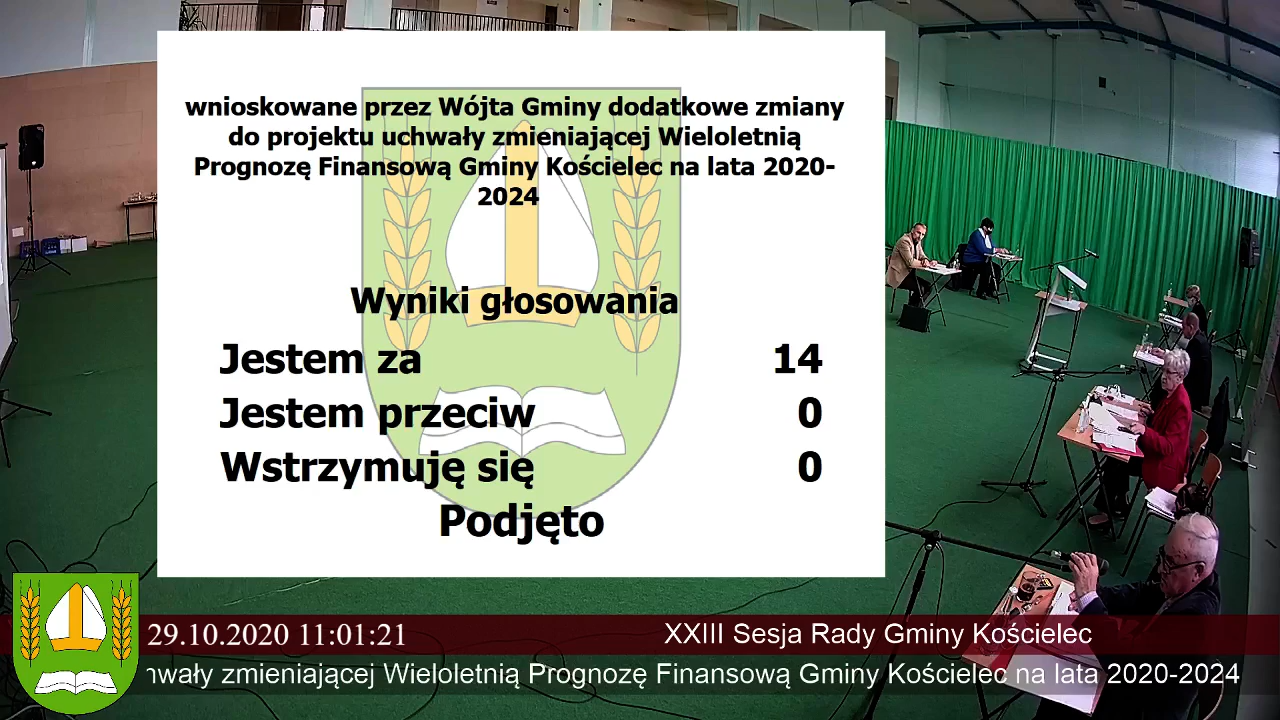 wnioskowane przez Wójta Gminy dodatkowe zmiany
do projektu uchwały zmieniającej Wieloletnią
Prognozę Finansową Gminy Kościelec na lata 2020-
2024
Wyniki głosowania
Jestem za 14
Jestem przeciw 0
Wstrzymuję się 0
Podjęto
29.10.2020 11:01:21 XXIII Sesja Rady Gminy Kościelec
hwały zmieniającej Wieloletnią Prognozę Finansową Gminy Kościelec na lata 2020-2024